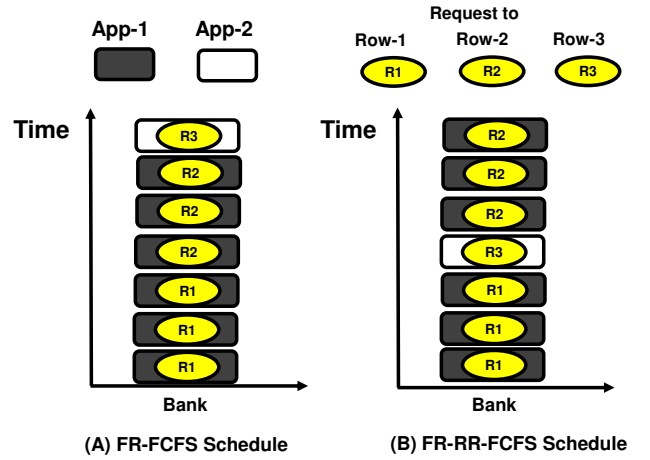 App-1 App-2
Request to
Row-1 Row-2 Row-3
R1 R2 R3
Time
R3
R2
R2
R2
R1
R1
R1
Bank
(A) FR-FCFS Schedule
Time
R2
R2
R2
R3
R1
R1
R1
Bank
(B) FR-RR-FCFS Schedule